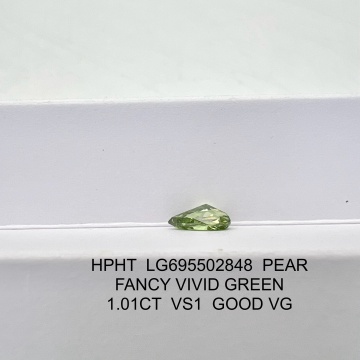 HPHT LG695502848 PEAR
FANCY VIVID GREEN
1.01CT VS1 GOOD VG